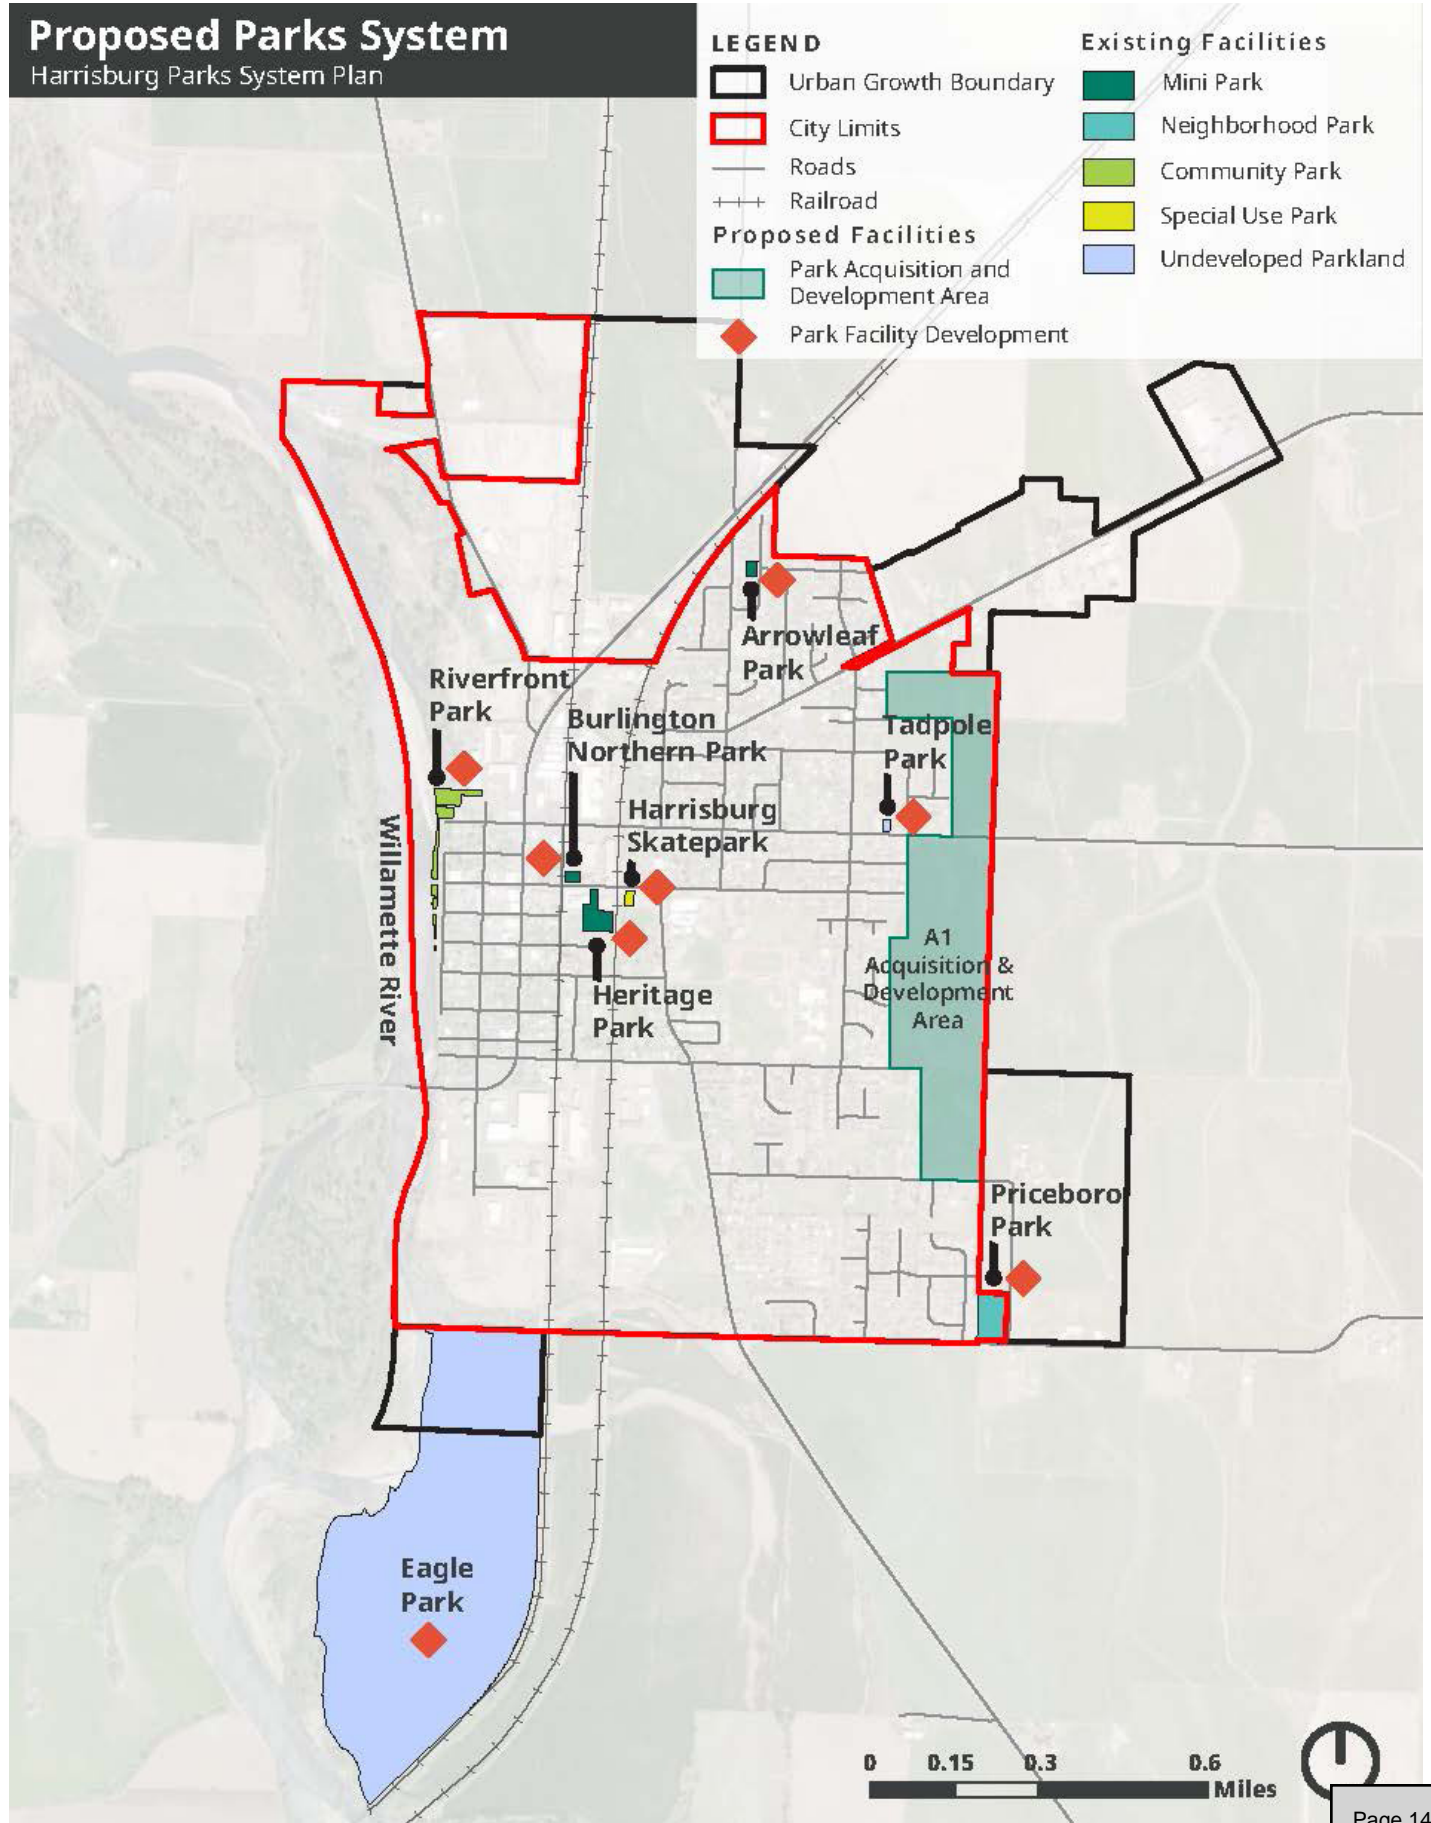 Proposed Parks System
Harrisburg Parks System Plan
LEGEND
Urban Growth Boundary
City Limits
Roads
Railroad
Proposed Facilities
Park Acquisition and
Development Area
Park Facility Development
Existing Facilities
Mini Park
Neighborhood Park
Community Park
Special Use Park
Undeveloped Parkland
Arrowleaf
Park
Riverfront
Park
Burlington
Northern Park
Tadpole
Park
Harrisburg
Skatepark
Willamette River
A1
Acquisition &
Development
Area
Heritage
Park
Priceboro
Park
Eagle
Park
0 0.15 0.3 0.6
Miles
Page 14